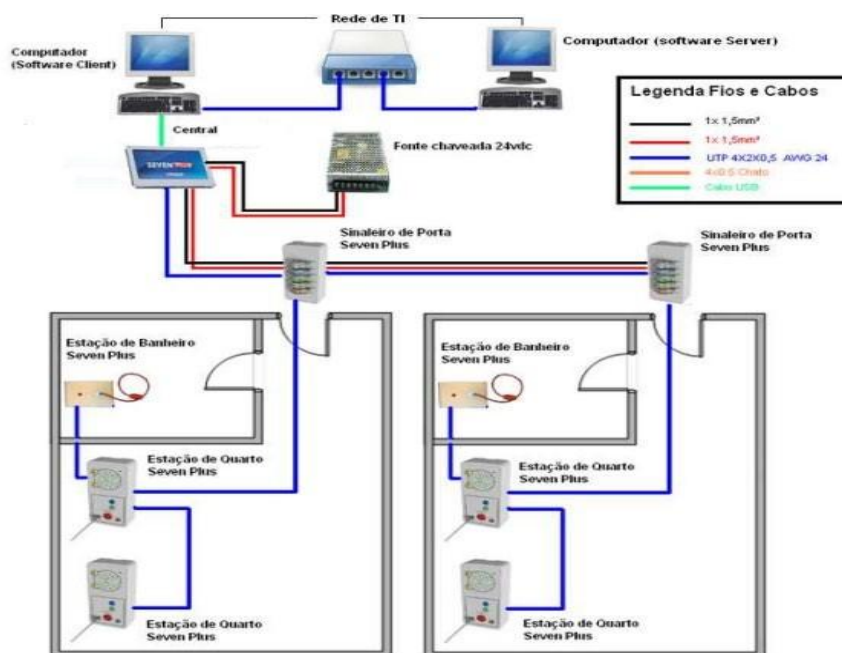 Rede de TI
Computador
(Software Client)
Computador (software Server)
Central
Fonte chaveada 24vdc
Legenda Fios e Cabos
1x 1,5mm²
1x 1,5mm²
UTP 4X2X0,5 AWG 24
4x0.5 Chato
Cabo USB
Sinaleiro de Porta
Seven Plus
Sinaleiro de Porta
Seven Plus
Estação de Banheiro
Seven Plus
Estação de Quarto
Seven Plus
Estação de Quarto
Seven Plus
Estação de Banheiro
Seven Plus
Estação de Quarto
Seven Plus
Estação de Quarto
Seven Plus